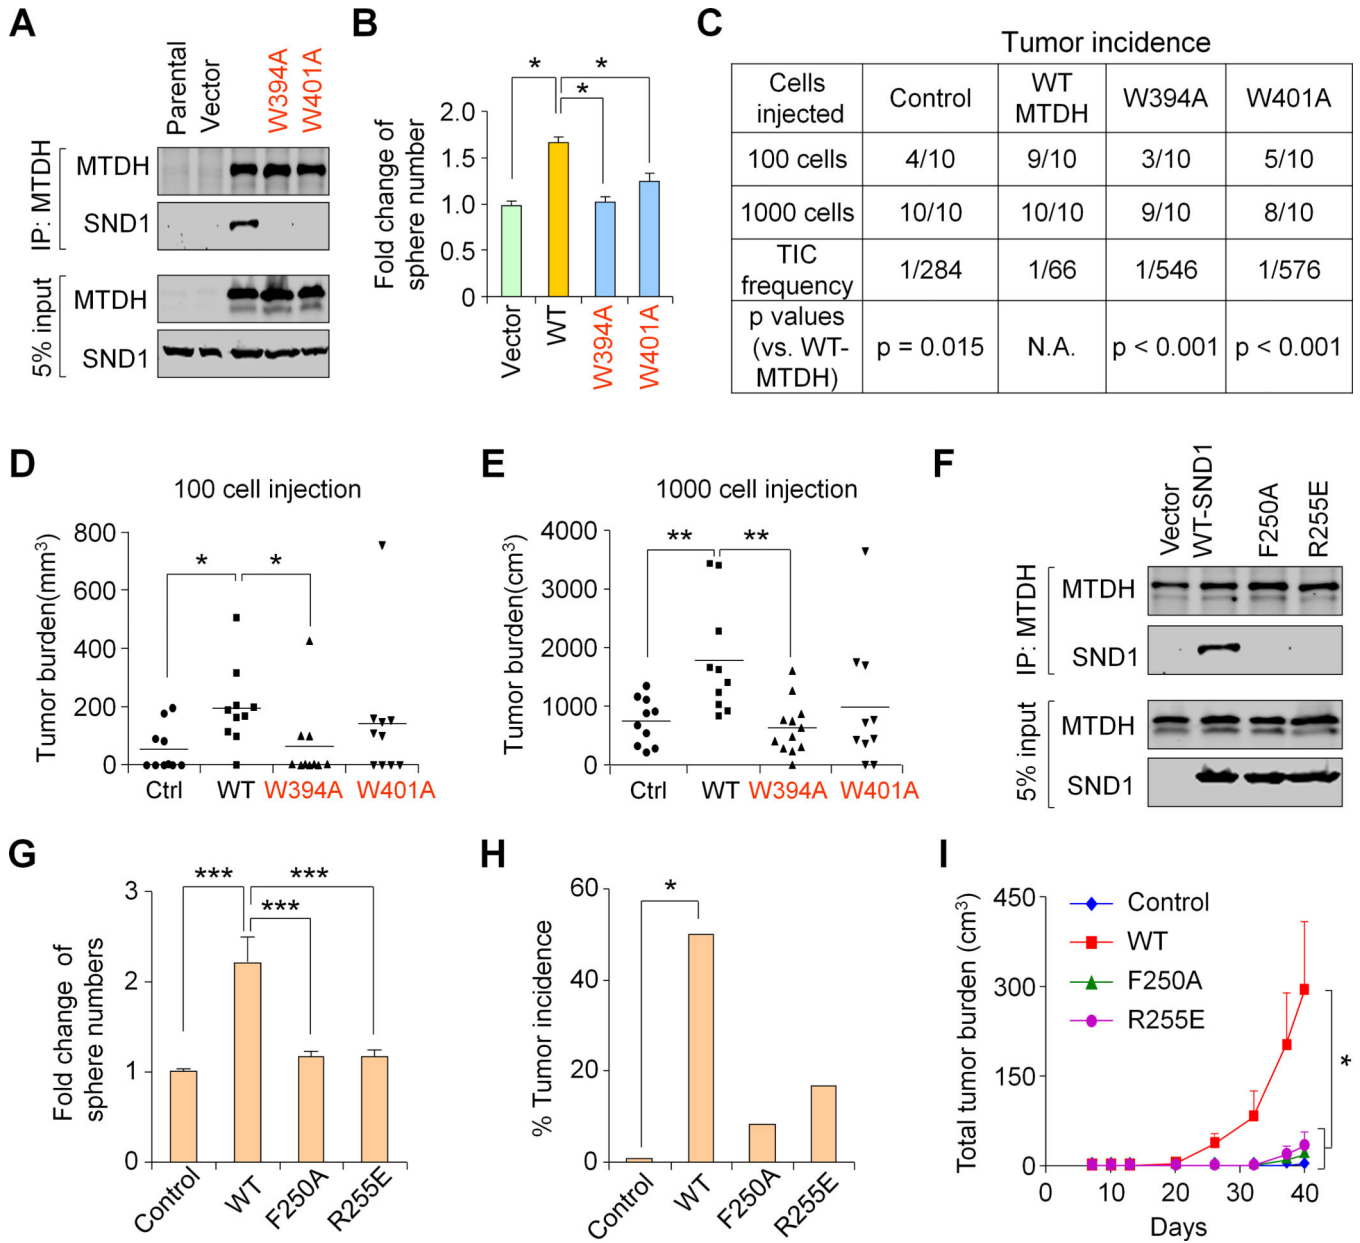 A
Parental
Vector
W394A
W401A
IP: MTDH
MTDH
SND1
5% input
MTDH
SND1
B
Fold change of
sphere number
2.0
1.5
1.0
0.5
0
*
*
*
Vector
WT
W394A
W401A
C
Tumor incidence
Cells injected Control WT MTDH W394A W401A
100 cells 4/10 9/10 3/10 5/10
1000 cells 10/10 10/10 9/10 8/10
TIC frequency 1/284 1/66 1/546 1/576
p values (vs. WT-MTDH) p = 0.015 N.A. p < 0.001 p < 0.001
D
100 cell injection
Tumor burden(mm³)
800
600
400
200
0
*
*
Ctrl WT W394A W401A
E
1000 cell injection
Tumor burden(cm³)
4000
3000
2000
1000
0
**
**
Ctrl WT W394A W401A
F
Vector
WT-SND1
F250A
R255E
IP: MTDH
MTDH
SND1
5% input
MTDH
SND1
G
Fold change of
sphere numbers
3
2
1
0
***
***
***
Control
WT
F250A
R255E
H
% Tumor incidence
60
40
20
0
*
Control
WT
F250A
R255E
I
Total tumor burden (cm³)
450
300
150
0
Control
WT
F250A
R255E
*
0 10 20 30 40
Days